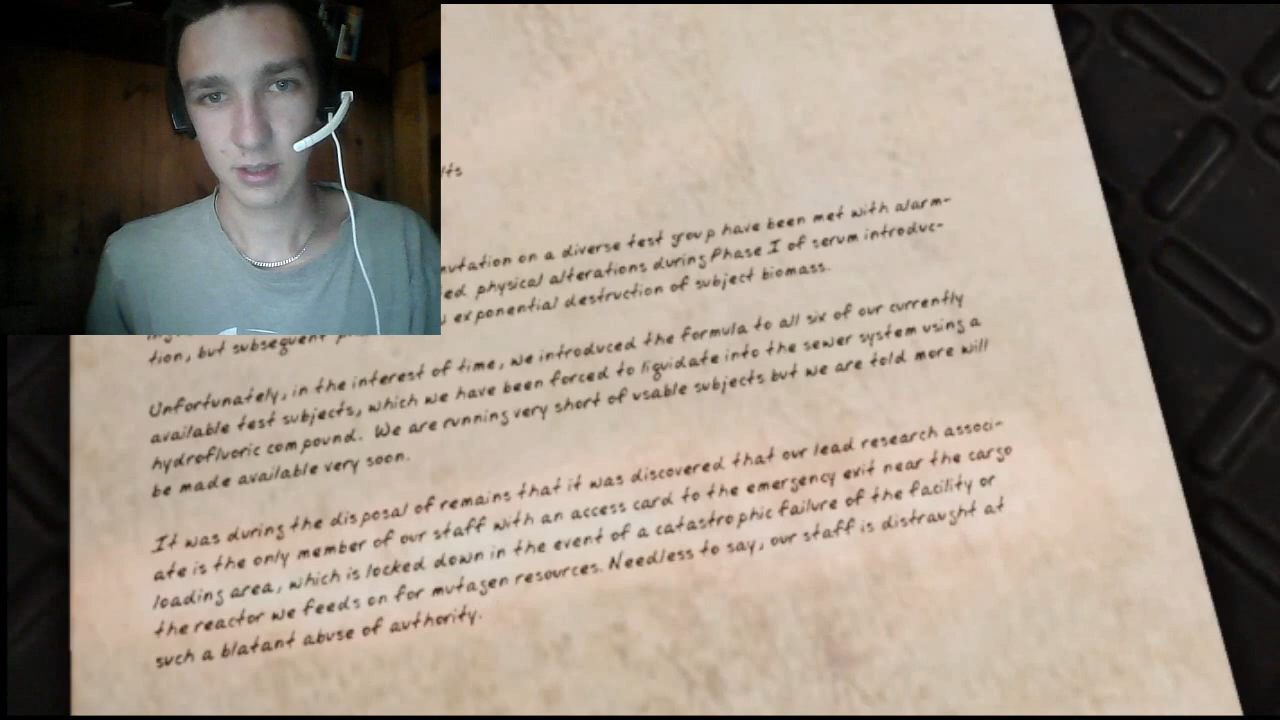 lts
mutation on a diverse test group have been met with alarm-
ed physical alterations during Phase I of serum introduc-
exponential destruction of subject biomass.
tion, but subsequent
Unfortunately, in the interest of time, we introduced the formula to all six of our currently
available test subjects, which we have been forced to liquidate into the sewer system using a
hydrofluoric compound. We are running very short of usable subjects but we are told more will
be made available very soon.
It was during the disposal of remains that it was discovered that our lead research associ-
ate is the only member of our staff with an access card to the emergency exit near the cargo
loading area, which is locked down in the event of a catastrophic failure of the facility or
the reactor we feeds on for mutagen resources. Needless to say, our staff is distraught at
such a blatant abuse of authority.